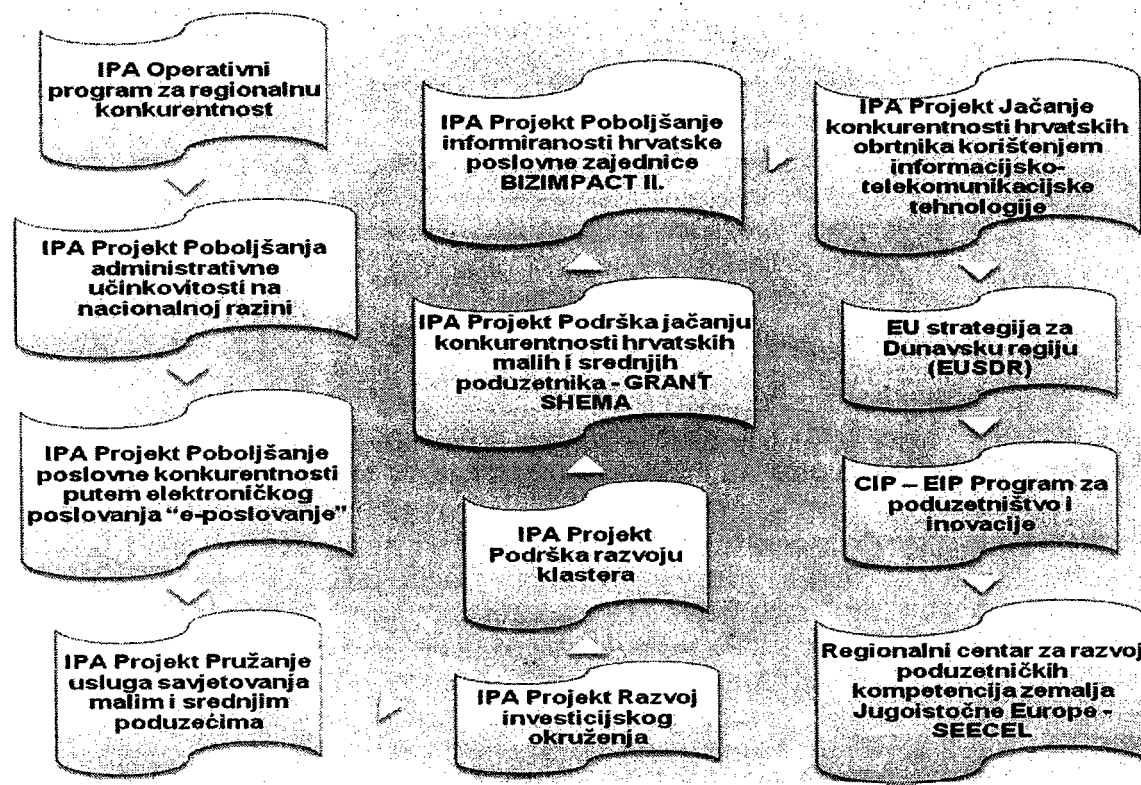 IPA Operativni
program za regionalnu
konkurentnost
IPA Projekt Poboljšanja
administrativne
učinkovitosti na
nacionalnoj razini
IPA Projekt Poboljšanje
poslovne konkurentnosti
putem elektroničkog
poslovanja “e-poslovanje”
IPA Projekt Pružanje
usluga savjetovanja
malim i srednjim
poduzećima
IPA Projekt Razvoj
investicijskog
okruženja
IPA Projekt
Podrška razvoju
klastera
IPA Projekt Podrška jačanju
konkurentnosti hrvatskih
malih i srednjih
poduzetnika - GRANT
SHEMA
IPA Projekt Poboljšanje
informiranosti hrvatske
poslovne zajednice
BIZIMPACT II.
IPA Projekt Jačanje
konkurentnosti hrvatskih
obrtnika korištenjem
informacijsko-
telekomunikacijske
tehnologije
EU strategija za
Dunavsku regiju
(EUSDR)
CIP – EIP Program za
poduzetništvo i
inovacije
Regionalni centar za razvoj
poduzetničkih
kompetencija zemalja
Jugoistočne Europe -
SEECEL